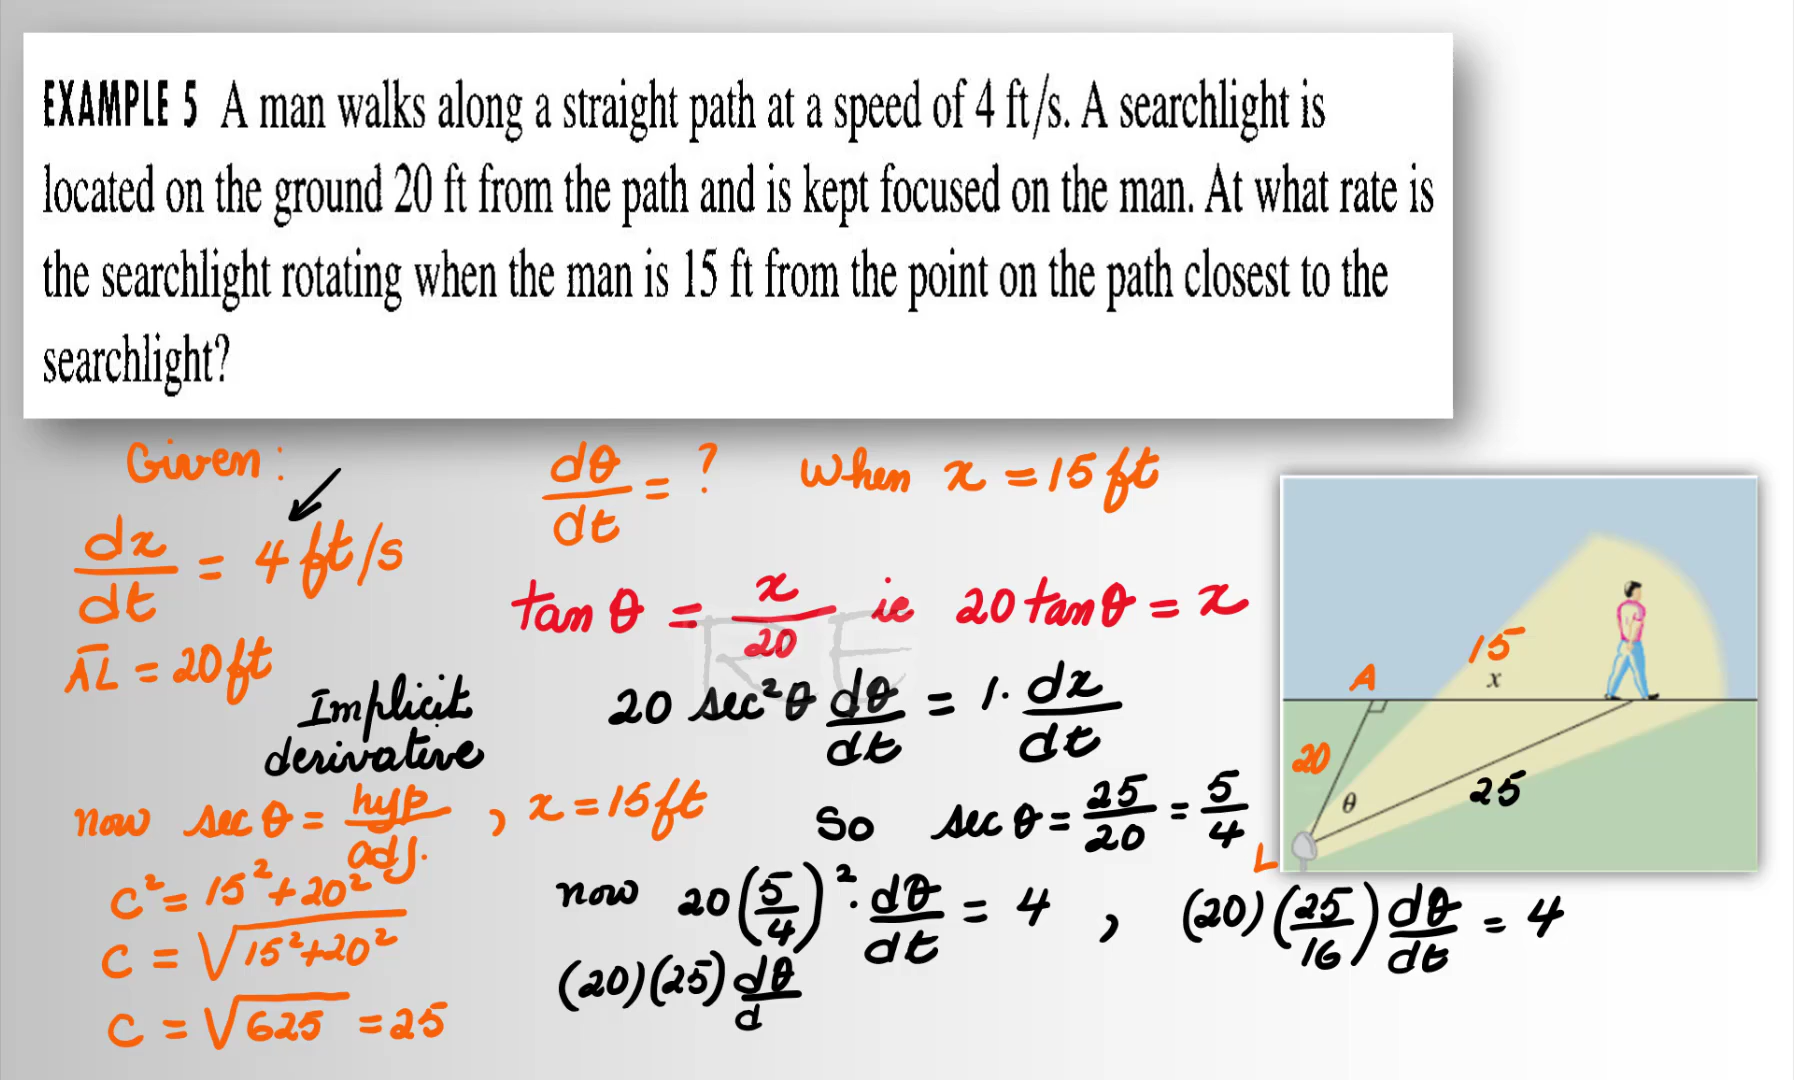 EXAMPLE 5 A man walks along a straight path at a speed of 4 ft/s. A searchlight is
located on the ground 20 ft from the path and is kept focused on the man. At what rate is
the searchlight rotating when the man is 15 ft from the point on the path closest to the
searchlight?
Given:
dx/dt = 4 ft/s
AL = 20 ft
dθ/dt = ? When x = 15 ft
tan θ = x/20 ie 20 tan θ = x
Implicit
derivative
20 sec²θ dθ/dt = 1. dx/dt
now sec θ = hyp/adj. , x = 15 ft
So sec θ = 25/20 = 5/4
C² = 15² + 20²
C = √15²+20²
C = √625 = 25
now 20 (5/4)² . dθ/dt = 4 , (20)(25/16) dθ/dt = 4
(20)(25) dθ/d
15
x
A
20
θ
25
L
RE